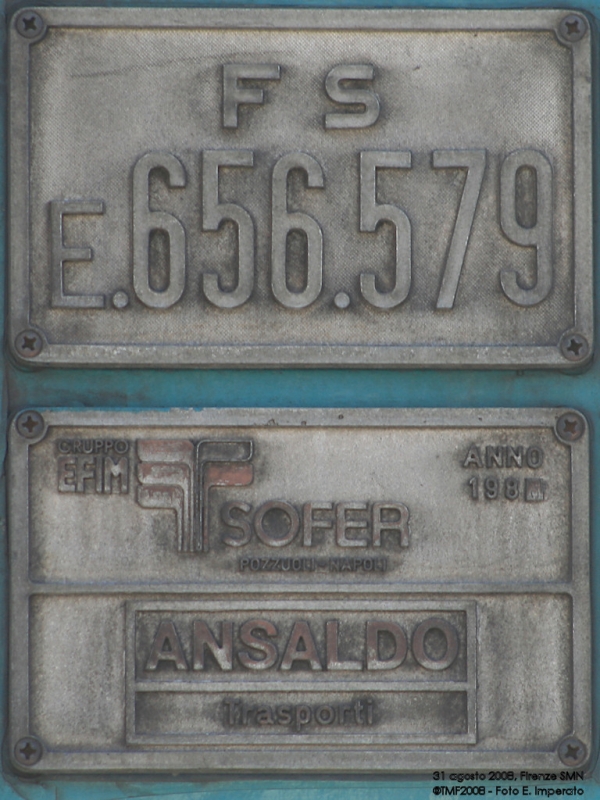 FS
E.656.579
GRUPPO
EFIM
SOFER
POZZUOLI - NAPOLI
ANNO
198
ANSALDO
Trasporti
31 agosto 2008, Firenze SMN
©TMF2008 - Foto E. Imperato